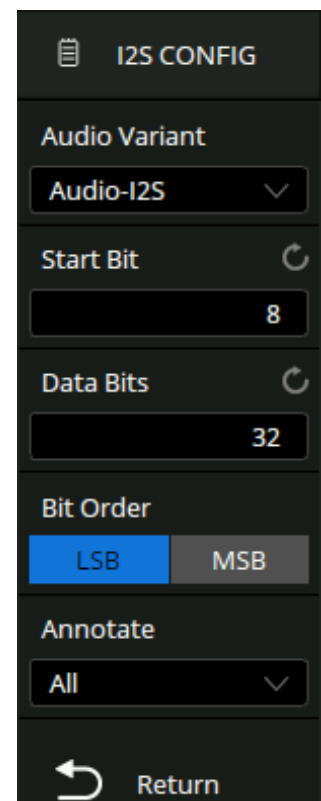 I2S CONFIG
Audio Variant
Audio-I2S
Start Bit
8
Data Bits
32
Bit Order
LSB MSB
Annotate
All
Return